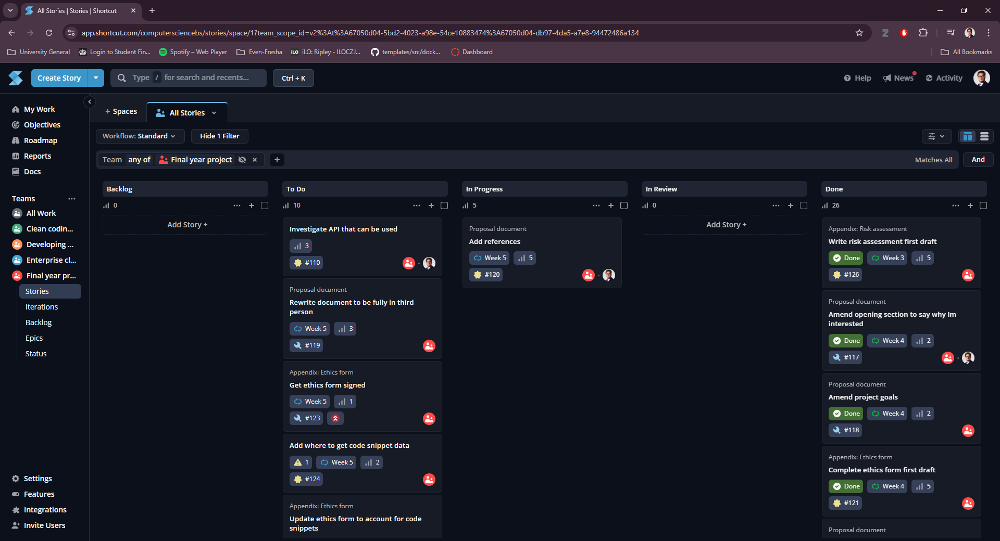 All Stories | Stories | Shortcut
app.shortcut.com/computersciencebs/stories/space/1?team_scope_id=v2%3At%3A67050d04-5bd2-4023-a98e-54ce10883474%3A67050d04-db97-4da5-a7e8-94472486a134
University General
Login to Student Fin...
Spotify – Web Player
Even-Fresha
iLO
iLO: Ripley - ILOCZJ...
templates/src/dock...
Dashboard
All Bookmarks
Create Story
Type / for search and recents...
Ctrl + K
Help
News
Activity
My Work
Objectives
Roadmap
Reports
Docs
Teams
All Work
Clean codin...
Developing ...
Enterprise cl...
Final year pr...
Stories
Iterations
Backlog
Epics
Status
Settings
Features
Integrations
Invite Users
+ Spaces
All Stories
Workflow: Standard
Hide 1 Filter
Team any of Final year project
Matches All
And
Backlog
0
Add Story +
To Do
10
Investigate API that can be used
3
#110
Proposal document
Rewrite document to be fully in third
person
Week 5 3
#119
Appendix: Ethics form
Get ethics form signed
Week 5 1
#123
Add where to get code snippet data
1 Week 5 2
#124
Appendix: Ethics form
Update ethics form to account for code
snippets
In Progress
5
Proposal document
Add references
Week 5 5
#120
In Review
0
Add Story +
Done
26
Appendix: Risk assessment
Write risk assessment first draft
Done Week 3 5
#126
Proposal document
Amend opening section to say why Im
interested
Done Week 4 2
#117
Proposal document
Amend project goals
Done Week 4 2
#118
Appendix: Ethics form
Complete ethics form first draft
Done Week 4 5
#121
Proposal document